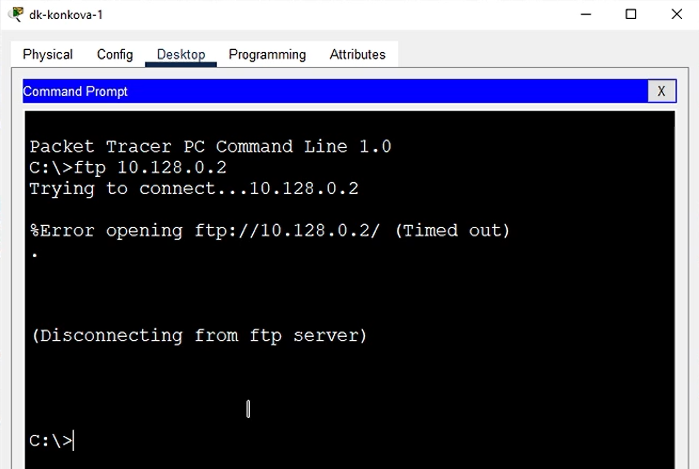 dk-konkova-1
Physical Config Desktop Programming Attributes
Command Prompt X
Packet Tracer PC Command Line 1.0
C:\>ftp 10.128.0.2
Trying to connect...10.128.0.2
%Error opening ftp://10.128.0.2/ (Timed out)
.
(Disconnecting from ftp server)
C:\>